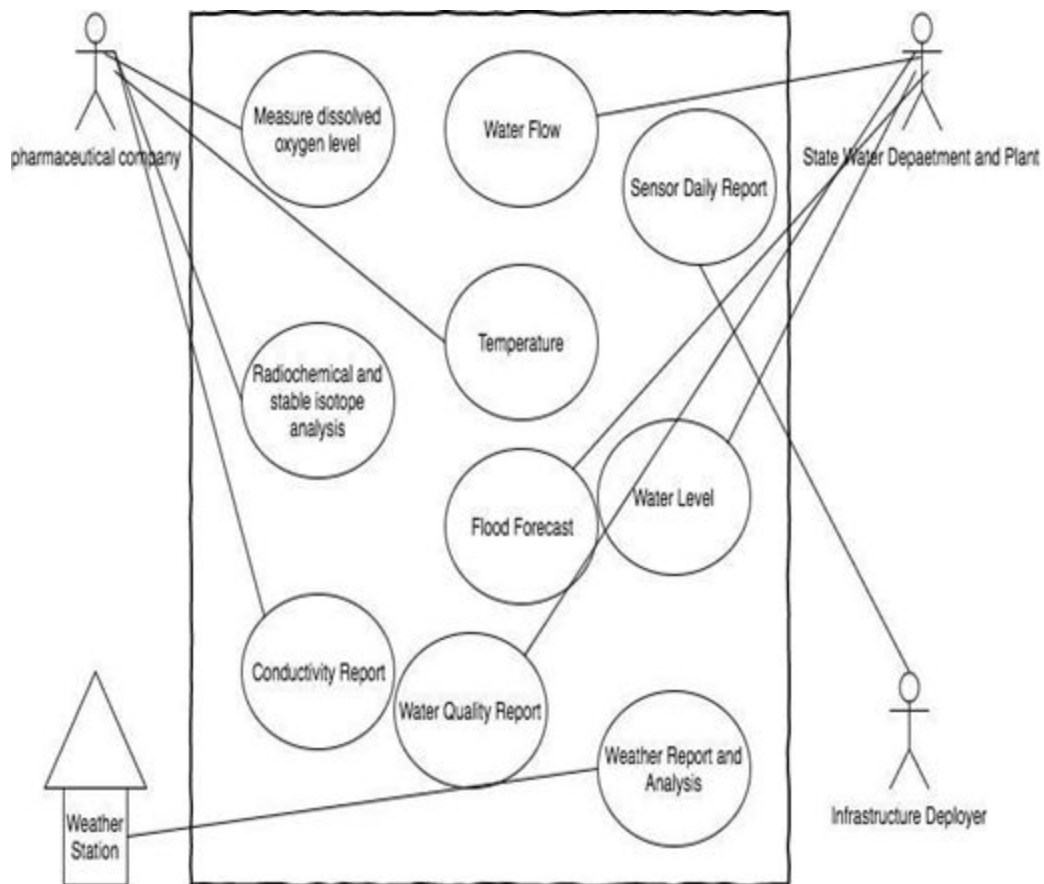 pharmaceutical company
State Water Depaetment and Plant
Measure dissolved
oxygen level
Water Flow
Sensor Daily Report
Temperature
Radiochemical and
stable isotope
analysis
Flood Forecast
Water Level
Conductivity Report
Water Quality Report
Weather Report and
Analysis
Weather
Station
Infrastructure Deployer